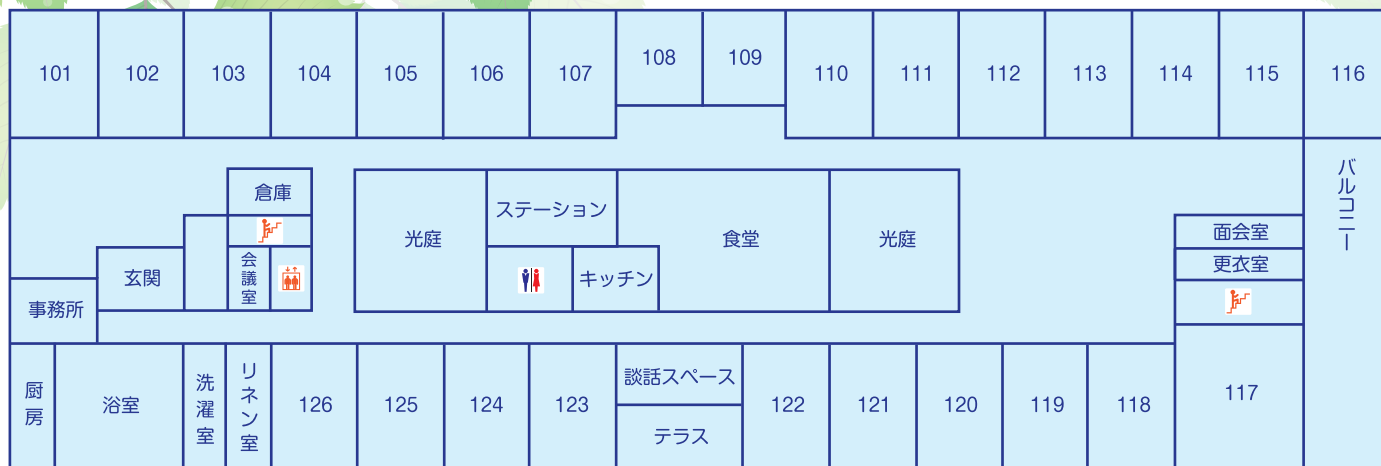 101
102
103
104
105
106
107
108
109
110
111
112
113
114
115
116
バルコニー
倉庫
光庭
ステーション
食堂
光庭
面会室
更衣室
玄関
会議室
キッチン
事務所
厨房
浴室
洗濯室
リネン室
126
125
124
123
談話スペース
テラス
122
121
120
119
118
117